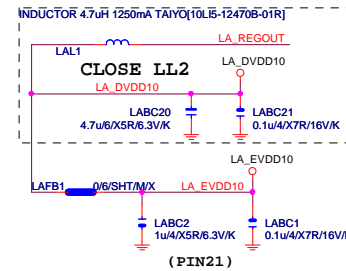 INDUCTOR 4.7uH 1250mA TAIYO[10LI5-12470B-01R]
LA_REGOUT
LAL1
CLOSE LL2
LA_DVDD10
LA_DVDD10
LABC20
4.7u/6/X5R/6.3V/K
LABC21
0.1u/4/X7R/16V/K
LA_EVDD10
LAFB1
0/6/SHT/M/X
LA_EVDD10
LABC2
1u/4/X5R/6.3V/K
LABC1
0.1u/4/X7R/16V/
(PIN21)